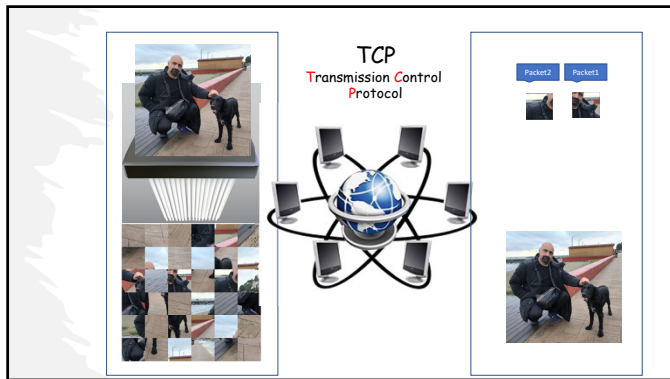 TCP
Transmission Control
Protocol
Packet2
Packet1